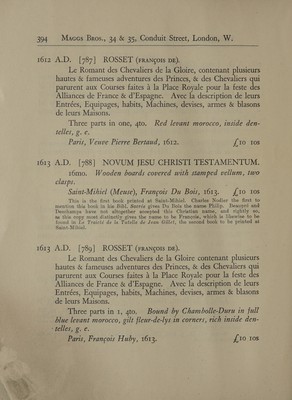 394 Maggs Bros., 34 & 35, Conduit Street, London, W.
1612 A.D. [787] ROSSET (françois de).
Le Romant des Chevaliers de la Gloire, contenant plusieurs
hautes & fameuses adventures des Princes, & des Chevaliers qui
parurent aux Courses faites à la Place Royale pour la feste des
Alliances de France & d'Espagne. Avec la description de leurs
Entrées, Equipages, habits, Machines, devises, armes & blasons
de leurs Maisons.
Three parts in one, 4to. Red levant morocco, inside den-
telles, g. e.
Paris, Veuve Pierre Bertaud, 1612. £10 10s
1613 A.D. [788] NOVUM JESU CHRISTI TESTAMENTUM.
16mo. Wooden boards covered with stamped vellum, two
clasps.
Saint-Mihiel (Meuse), François Du Bois, 1613. £10 10s
This is the first book printed at Saint-Mihiel. Charles Nodier the first to
mention this book in his Bibl. Sacrée gives Du Bois the name Philip. Beaupré and
Deschamps have not altogether accepted this Christian name, and rightly so,
as this copy most distinctly gives the name to be François, which is likewise to be
found in Le Traicté de la Tutelle de Jean Gillet, the second book to be printed at
Saint Mihiel.
1613 A.D. [789] ROSSET (françois de).
Le Romant des Chevaliers de la Gloire, contenant plusieurs
hautes & fameuses adventures des Princes, & des Chevaliers qui
parurent aux Courses faites à la Place Royale pour la feste des
Alliances de France & d'Espagne. Avec la description de leurs
Entrées, Equipages, habits, Machines, devises, armes & blasons
de leurs Maisons.
Three parts in 1, 4to. Bound by Chambolle-Duru in full
blue levant morocco, gilt fleur-de-lys in corners, rich inside den-
telles, g. e.
Paris, François Huby, 1613. £10 10s